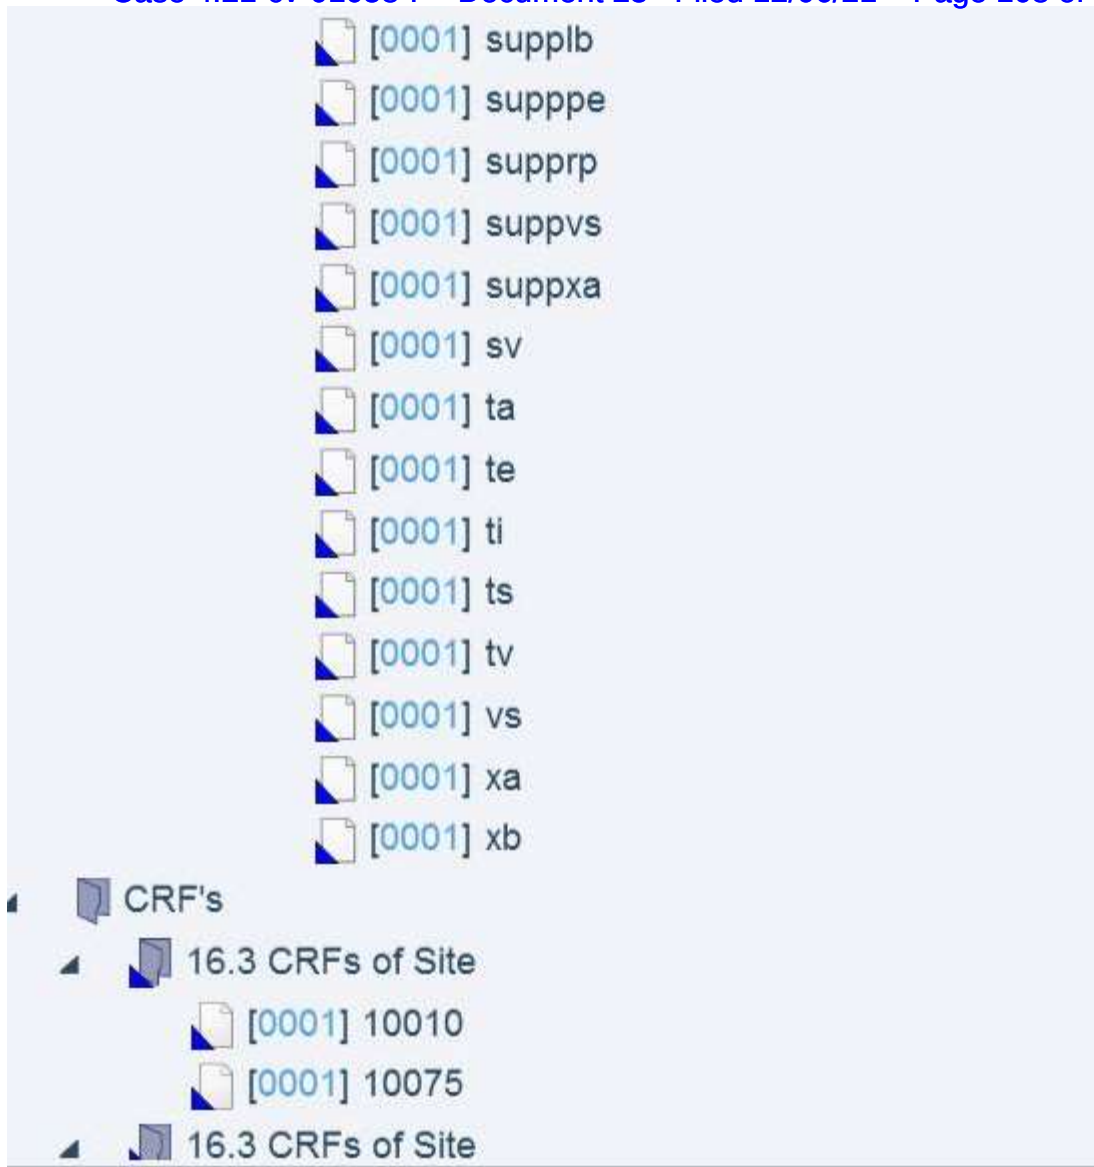 [0001] supplb
[0001] supppe
[0001] supprp
[0001] suppvs
[0001] suppxa
[0001] sv
[0001] ta
[0001] te
[0001] ti
[0001] ts
[0001] tv
[0001] vs
[0001] xa
[0001] xb
CRF's
16.3 CRFs of Site
[0001] 10010
[0001] 10075
16.3 CRFs of Site